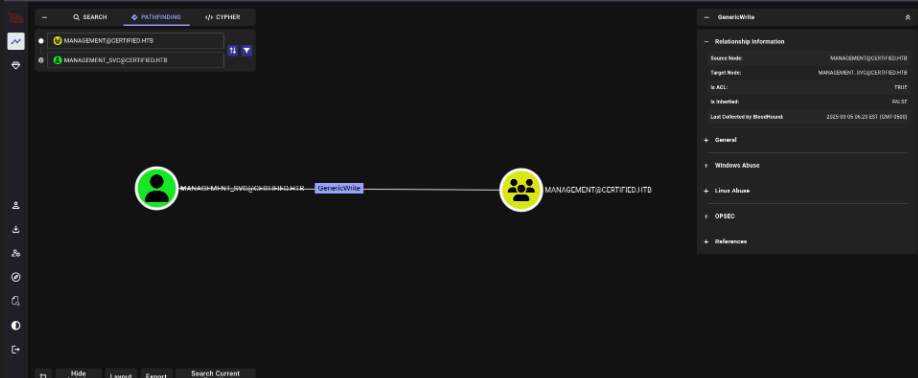 SEARCH PATHFINDING CYPHER
MANAGEMENT@CERTIFIED.HTB
MANAGEMENT_SVC@CERTIFIED.HTB
GenericWrite
Relationship Information
Source Node: MANAGEMENT@CERTIFIED.HTB
Target Node: MANAGEMENT_SVC@CERTIFIED.HTB
Is ACL: TRUE
Is Inherited: FALSE
Last Collected by BloodHound: 2025-03-05 06:23 EST (GMT-0500)
General
Windows Abuse
Linux Abuse
OPSEC
References
MANAGEMENT_SVC@CERTIFIED.HTB GenericWrite MANAGEMENT@CERTIFIED.HTB
Hide Layout Export Search Current